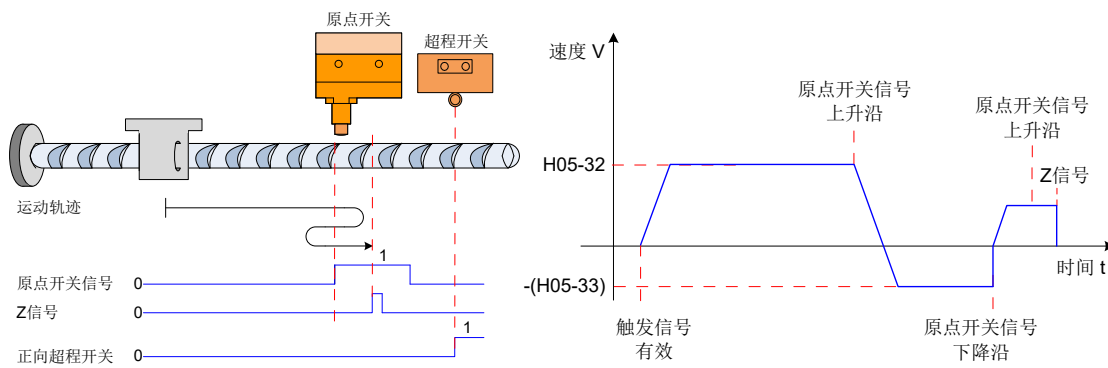 原点开关
超程开关
运动轨迹
1
原点开关信号 0
Z信号 0
1
正向超程开关 0
速度 V
原点开关信号
上升沿
原点开关信号
上升沿
H05-32
Z信号
时间 t
-(H05-33)
触发信号
有效
原点开关信号
下降沿